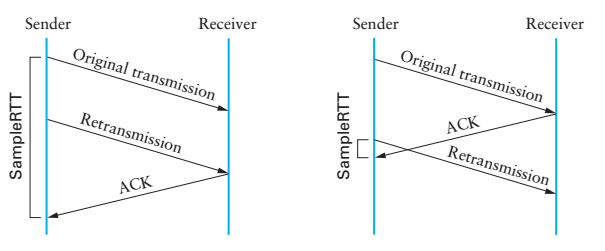 Sender
Receiver
SampleRTT
Original transmission
Retransmission
ACK
Sender
Receiver
SampleRTT
Original transmission
ACK
Retransmission